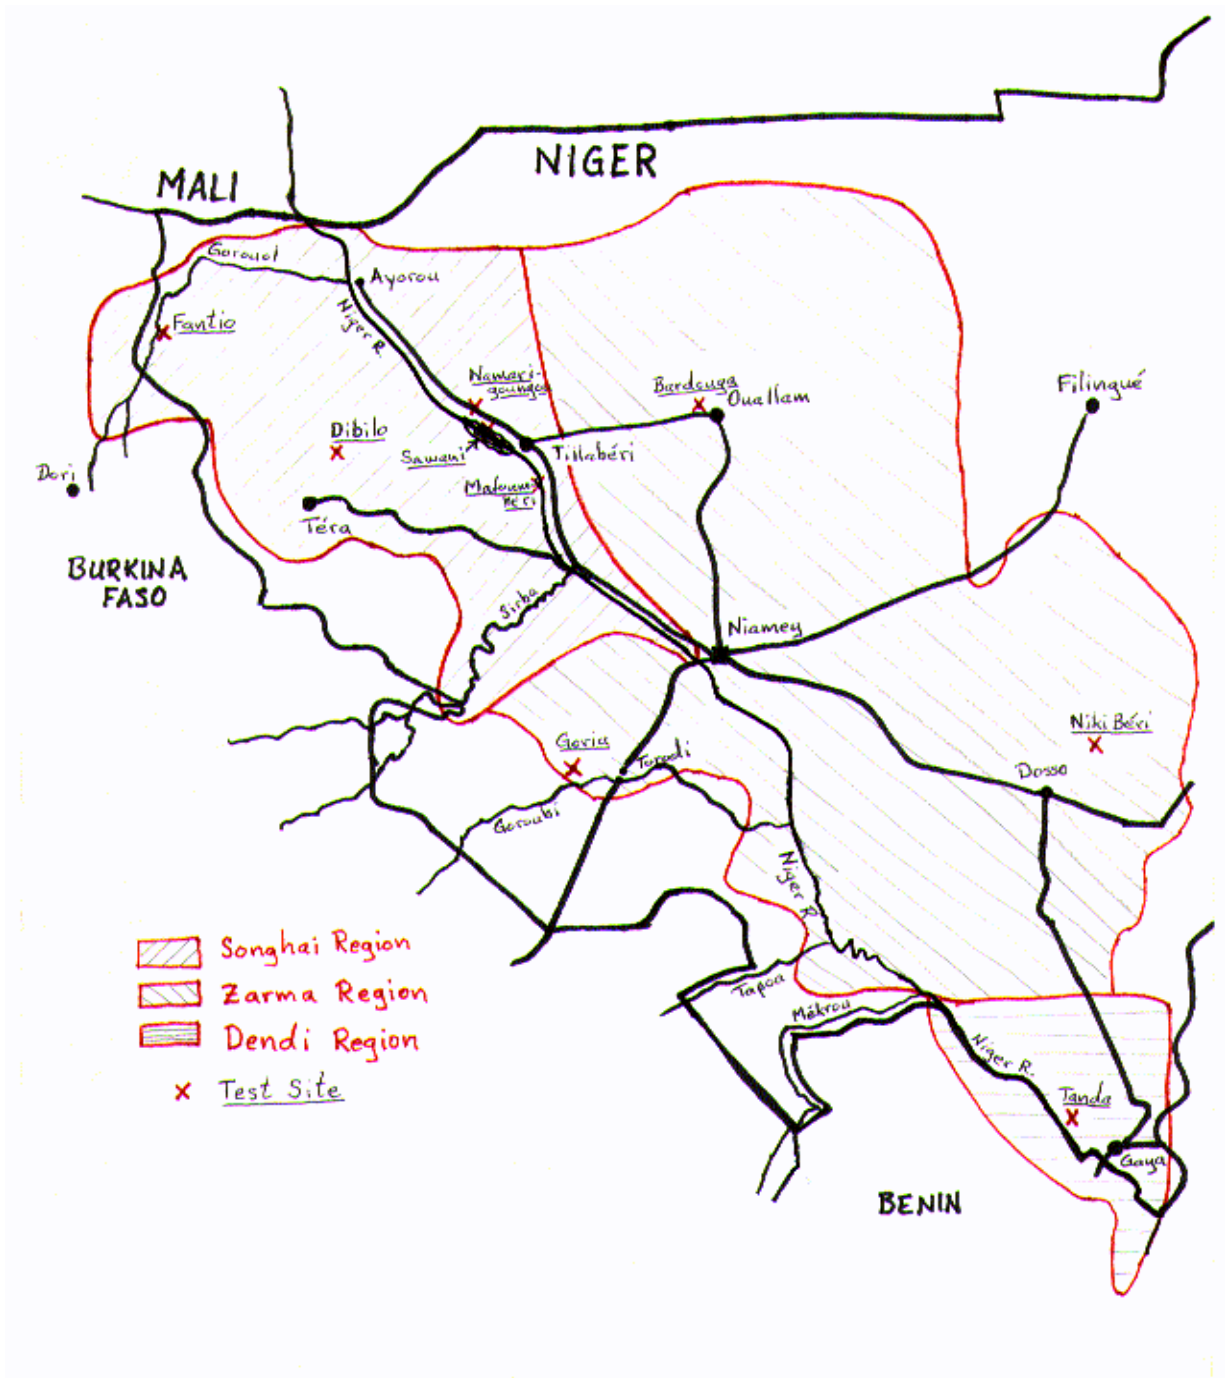 NIGER
MALI
Gorouol
Ayorou
Niger R.
Fantio
Namari-
goungou
Bardouga
Ouallam
Filingué
Dibilo
Sawani
Tillabéri
Dori
Téra
BURKINA
FASO
Sirba
Niamey
Niki Béri
Goria
Torodi
Dosso
Goroubi
Niger R.
Songhai Region
Zarma Region
Dendi Region
Test Site
Tapoa
Mékrou
Niger R.
Tanda
Gaya
BENIN